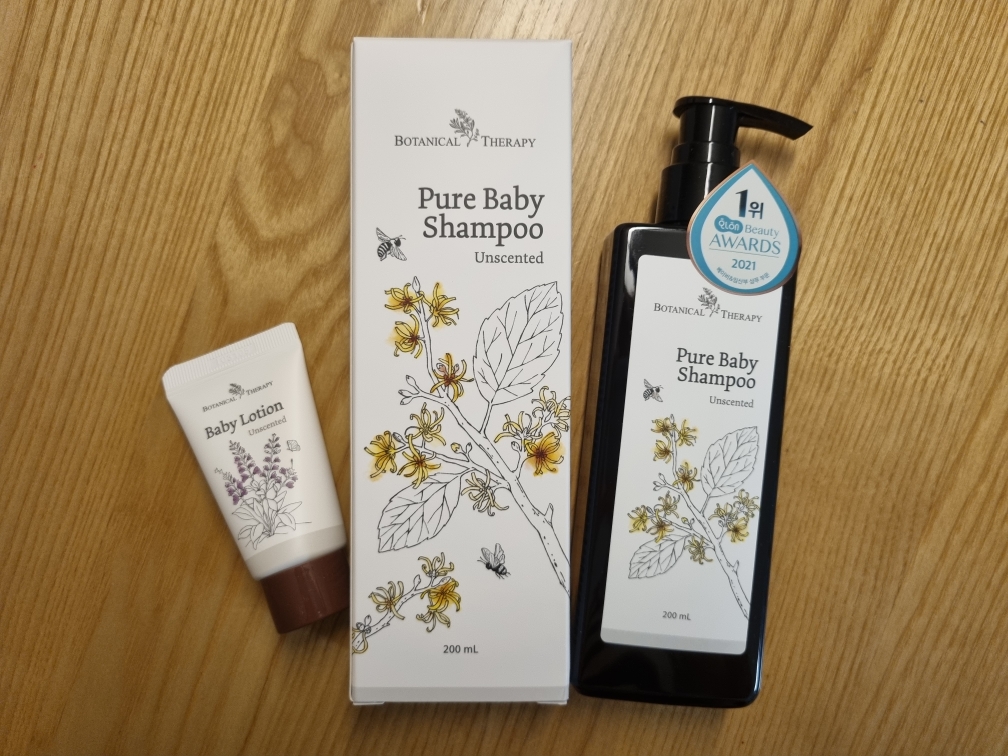 BOTANICAL THERAPY
Baby Lotion
Unscented
BOTANICAL THERAPY
Pure Baby
Shampoo
Unscented
200 mL
1위
Beauty
AWARDS
2021
BOTANICAL THERAPY
Pure Baby
Shampoo
Unscented
200 mL